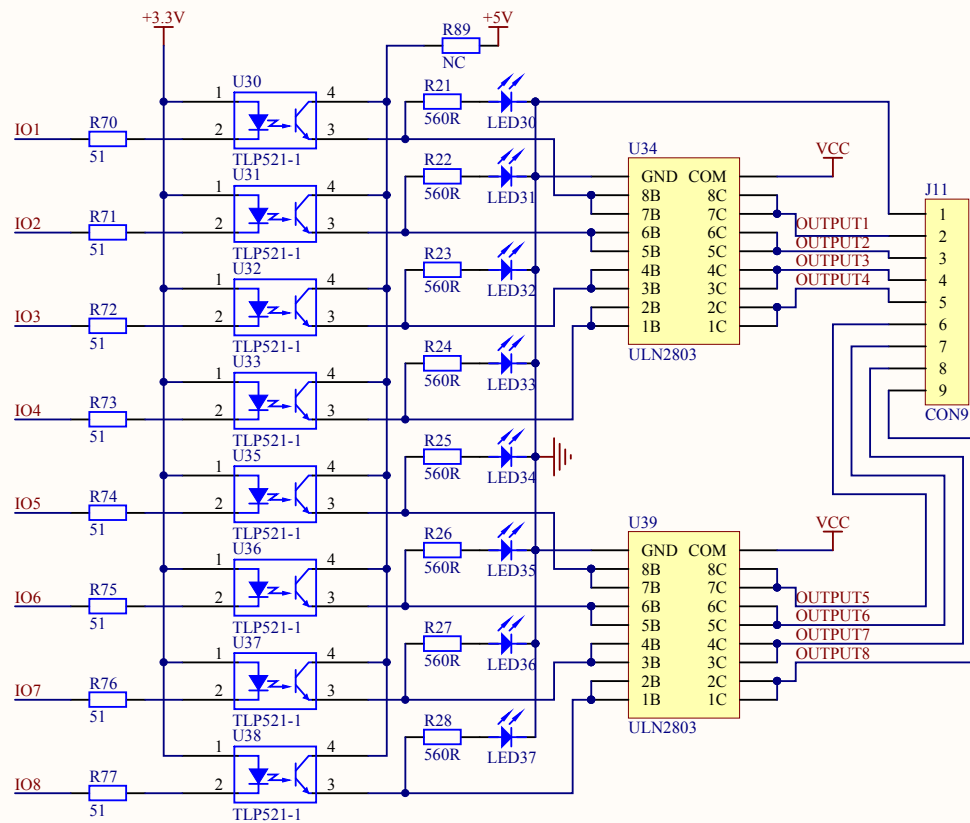 +3.3V
+5V
R89
NC
U30
1 4
2 3
TLP521-1
IO1
R70
51
R21
560R
LED30
U31
1 4
2 3
TLP521-1
IO2
R71
51
R22
560R
LED31
U32
1 4
2 3
TLP521-1
IO3
R72
51
R23
560R
LED32
U33
1 4
2 3
TLP521-1
IO4
R73
51
R24
560R
LED33
U35
1 4
2 3
TLP521-1
IO5
R74
51
R25
560R
LED34
U36
1 4
2 3
TLP521-1
IO6
R75
51
R26
560R
LED35
U37
1 4
2 3
TLP521-1
IO7
R76
51
R27
560R
LED36
U38
1 4
2 3
TLP521-1
IO8
R77
51
R28
560R
LED37
U34
VCC
GND COM
8B 8C
7B 7C
6B 6C
5B 5C
4B 4C
3B 3C
2B 2C
1B 1C
ULN2803
OUTPUT1
OUTPUT2
OUTPUT3
OUTPUT4
U39
VCC
GND COM
8B 8C
7B 7C
6B 6C
5B 5C
4B 4C
3B 3C
2B 2C
1B 1C
ULN2803
OUTPUT5
OUTPUT6
OUTPUT7
OUTPUT8
J11
1
2
3
4
5
6
7
8
9
CON9